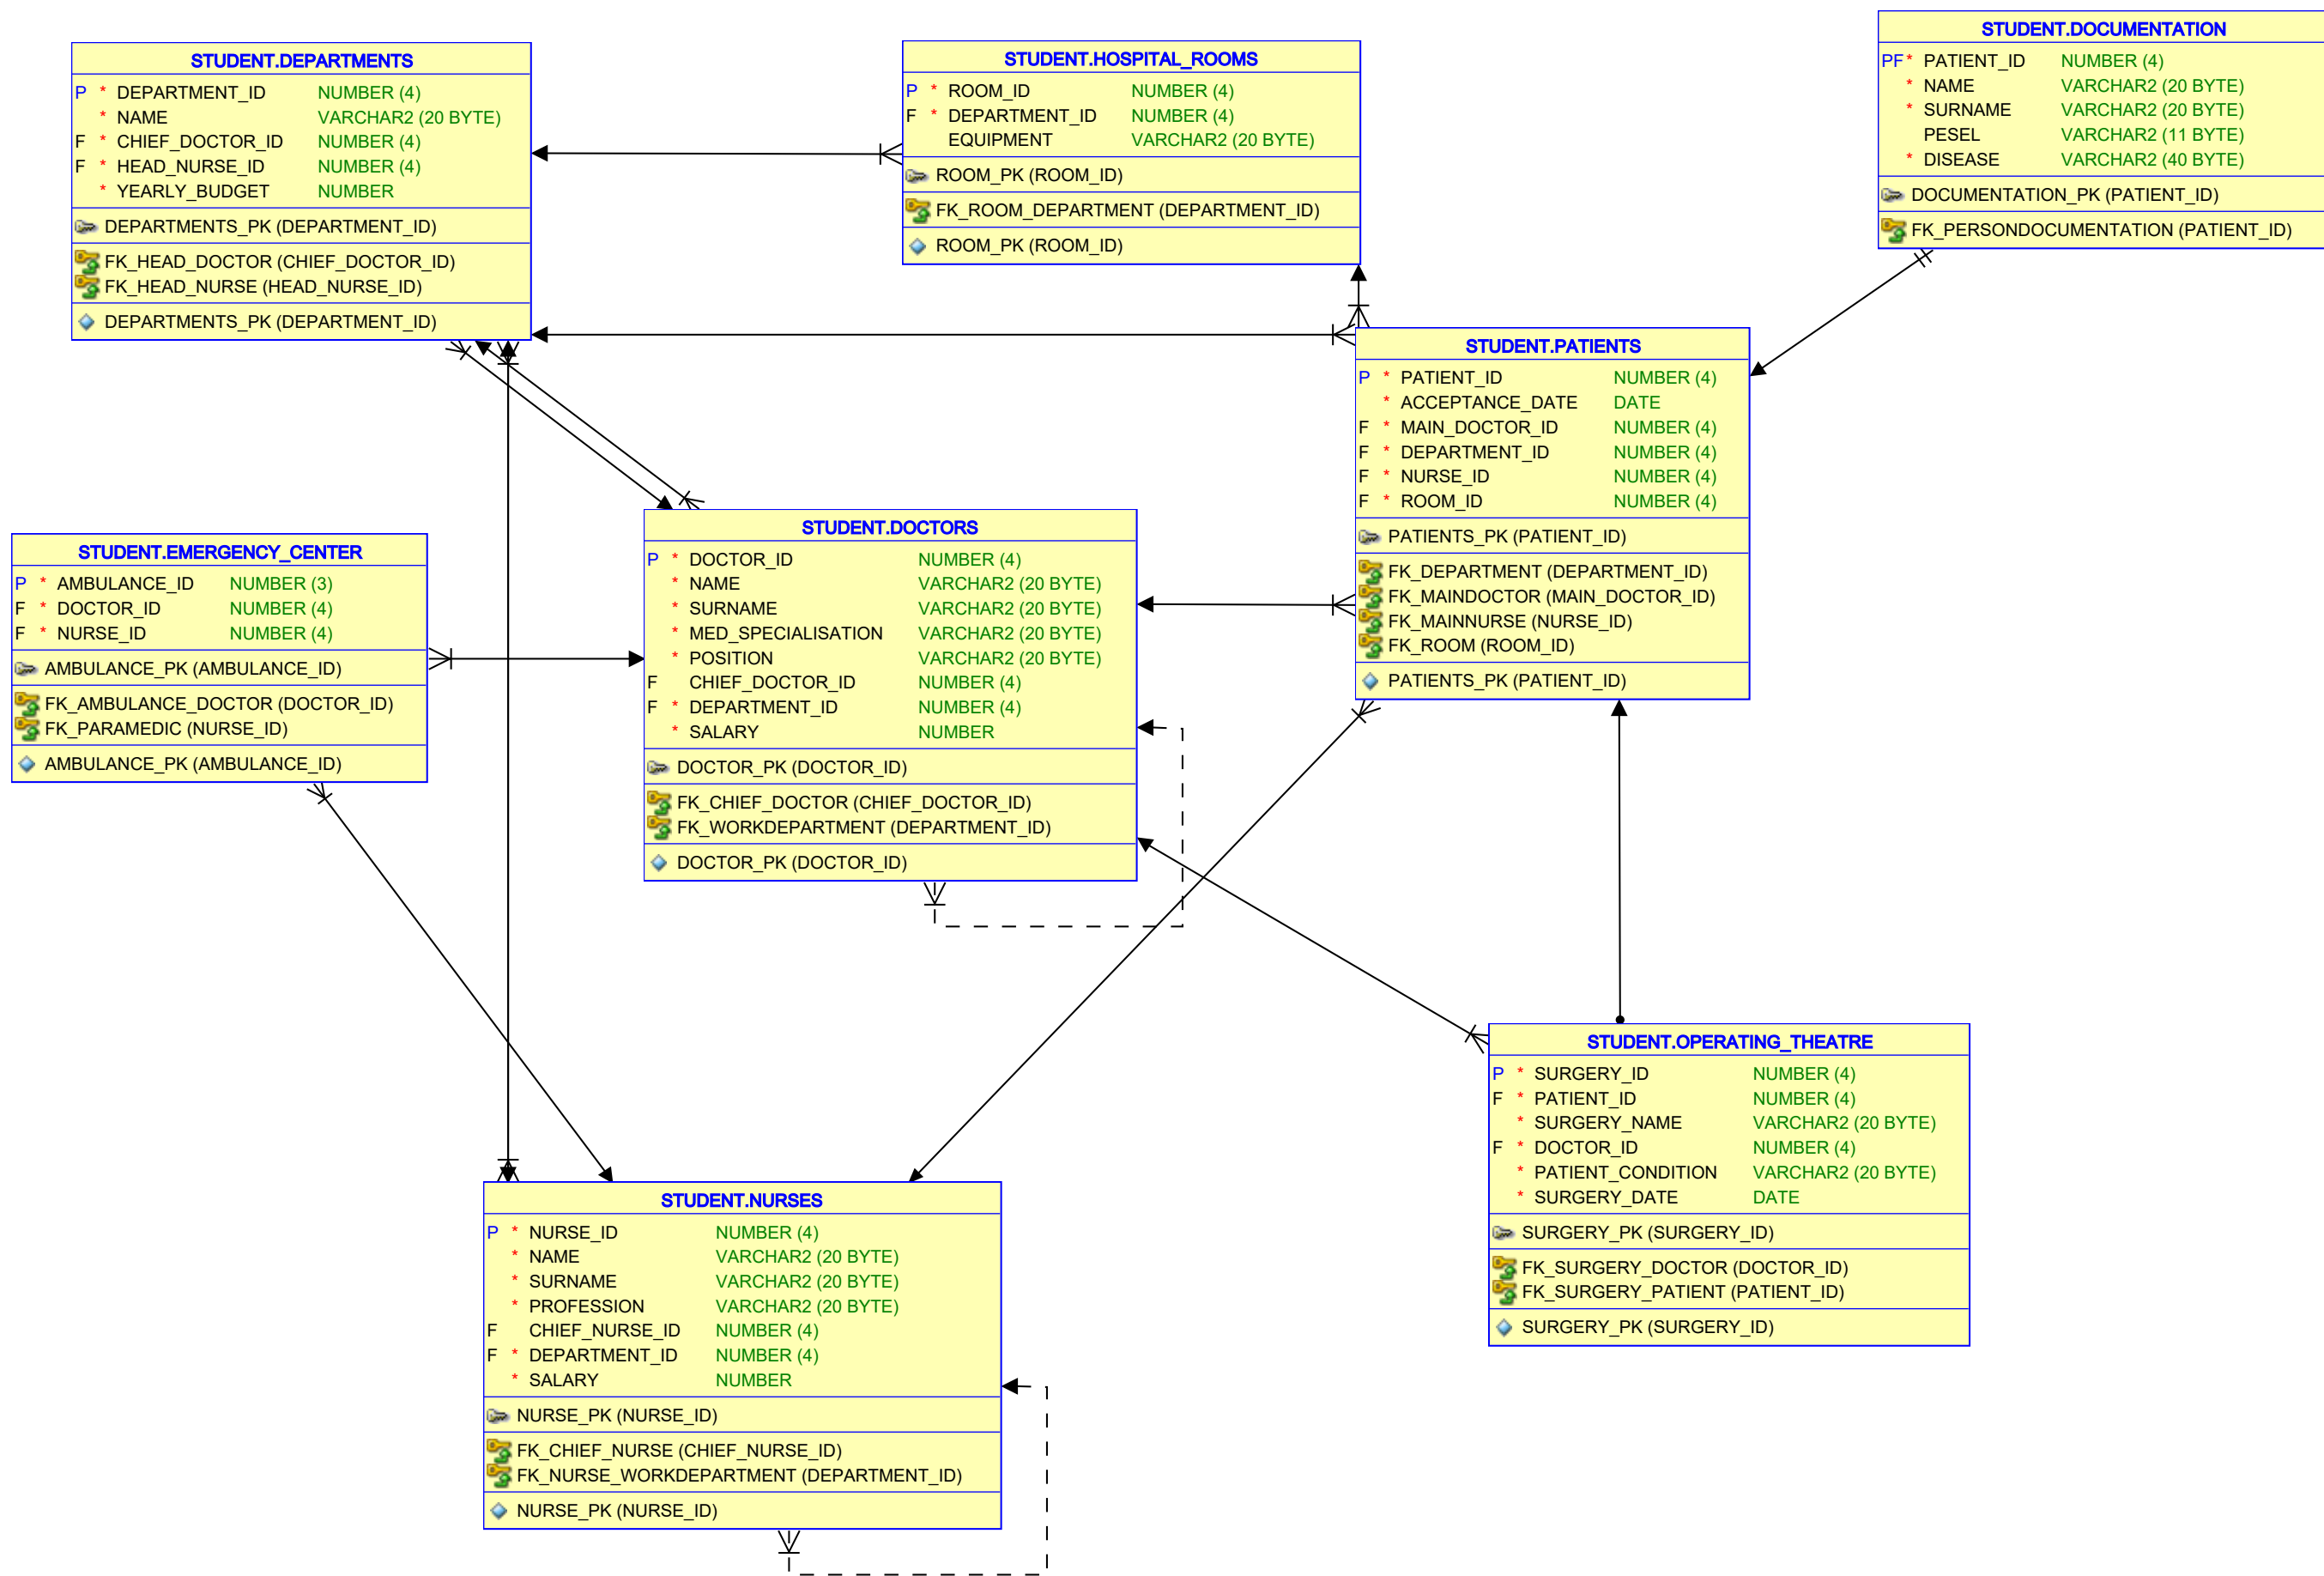 STUDENT.DEPARTMENTS
P * DEPARTMENT_ID NUMBER (4)
* NAME VARCHAR2 (20 BYTE)
F * CHIEF_DOCTOR_ID NUMBER (4)
F * HEAD_NURSE_ID NUMBER (4)
* YEARLY_BUDGET NUMBER
DEPARTMENTS_PK (DEPARTMENT_ID)
FK_HEAD_DOCTOR (CHIEF_DOCTOR_ID)
FK_HEAD_NURSE (HEAD_NURSE_ID)
DEPARTMENTS_PK (DEPARTMENT_ID)
STUDENT.HOSPITAL_ROOMS
P * ROOM_ID NUMBER (4)
F * DEPARTMENT_ID NUMBER (4)
EQUIPMENT VARCHAR2 (20 BYTE)
ROOM_PK (ROOM_ID)
FK_ROOM_DEPARTMENT (DEPARTMENT_ID)
ROOM_PK (ROOM_ID)
STUDENT.DOCUMENTATION
PF * PATIENT_ID NUMBER (4)
* NAME VARCHAR2 (20 BYTE)
* SURNAME VARCHAR2 (20 BYTE)
PESEL VARCHAR2 (11 BYTE)
* DISEASE VARCHAR2 (40 BYTE)
DOCUMENTATION_PK (PATIENT_ID)
FK_PERSONDOCUMENTATION (PATIENT_ID)
STUDENT.PATIENTS
P * PATIENT_ID NUMBER (4)
* ACCEPTANCE_DATE DATE
F * MAIN_DOCTOR_ID NUMBER (4)
F * DEPARTMENT_ID NUMBER (4)
F * NURSE_ID NUMBER (4)
F * ROOM_ID NUMBER (4)
PATIENTS_PK (PATIENT_ID)
FK_DEPARTMENT (DEPARTMENT_ID)
FK_MAINDOCTOR (MAIN_DOCTOR_ID)
FK_MAINNURSE (NURSE_ID)
FK_ROOM (ROOM_ID)
PATIENTS_PK (PATIENT_ID)
STUDENT.EMERGENCY_CENTER
P * AMBULANCE_ID NUMBER (3)
F * DOCTOR_ID NUMBER (4)
F * NURSE_ID NUMBER (4)
AMBULANCE_PK (AMBULANCE_ID)
FK_AMBULANCE_DOCTOR (DOCTOR_ID)
FK_PARAMEDIC (NURSE_ID)
AMBULANCE_PK (AMBULANCE_ID)
STUDENT.DOCTORS
P * DOCTOR_ID NUMBER (4)
* NAME VARCHAR2 (20 BYTE)
* SURNAME VARCHAR2 (20 BYTE)
* MED_SPECIALISATION VARCHAR2 (20 BYTE)
* POSITION VARCHAR2 (20 BYTE)
F CHIEF_DOCTOR_ID NUMBER (4)
F * DEPARTMENT_ID NUMBER (4)
* SALARY NUMBER
DOCTOR_PK (DOCTOR_ID)
FK_CHIEF_DOCTOR (CHIEF_DOCTOR_ID)
FK_WORKDEPARTMENT (DEPARTMENT_ID)
DOCTOR_PK (DOCTOR_ID)
STUDENT.OPERATING_THEATRE
P * SURGERY_ID NUMBER (4)
F * PATIENT_ID NUMBER (4)
* SURGERY_NAME VARCHAR2 (20 BYTE)
F * DOCTOR_ID NUMBER (4)
* PATIENT_CONDITION VARCHAR2 (20 BYTE)
* SURGERY_DATE DATE
SURGERY_PK (SURGERY_ID)
FK_SURGERY_DOCTOR (DOCTOR_ID)
FK_SURGERY_PATIENT (PATIENT_ID)
SURGERY_PK (SURGERY_ID)
STUDENT.NURSES
P * NURSE_ID NUMBER (4)
* NAME VARCHAR2 (20 BYTE)
* SURNAME VARCHAR2 (20 BYTE)
* PROFESSION VARCHAR2 (20 BYTE)
F CHIEF_NURSE_ID NUMBER (4)
F * DEPARTMENT_ID NUMBER (4)
* SALARY NUMBER
NURSE_PK (NURSE_ID)
FK_CHIEF_NURSE (CHIEF_NURSE_ID)
FK_NURSE_WORKDEPARTMENT (DEPARTMENT_ID)
NURSE_PK (NURSE_ID)